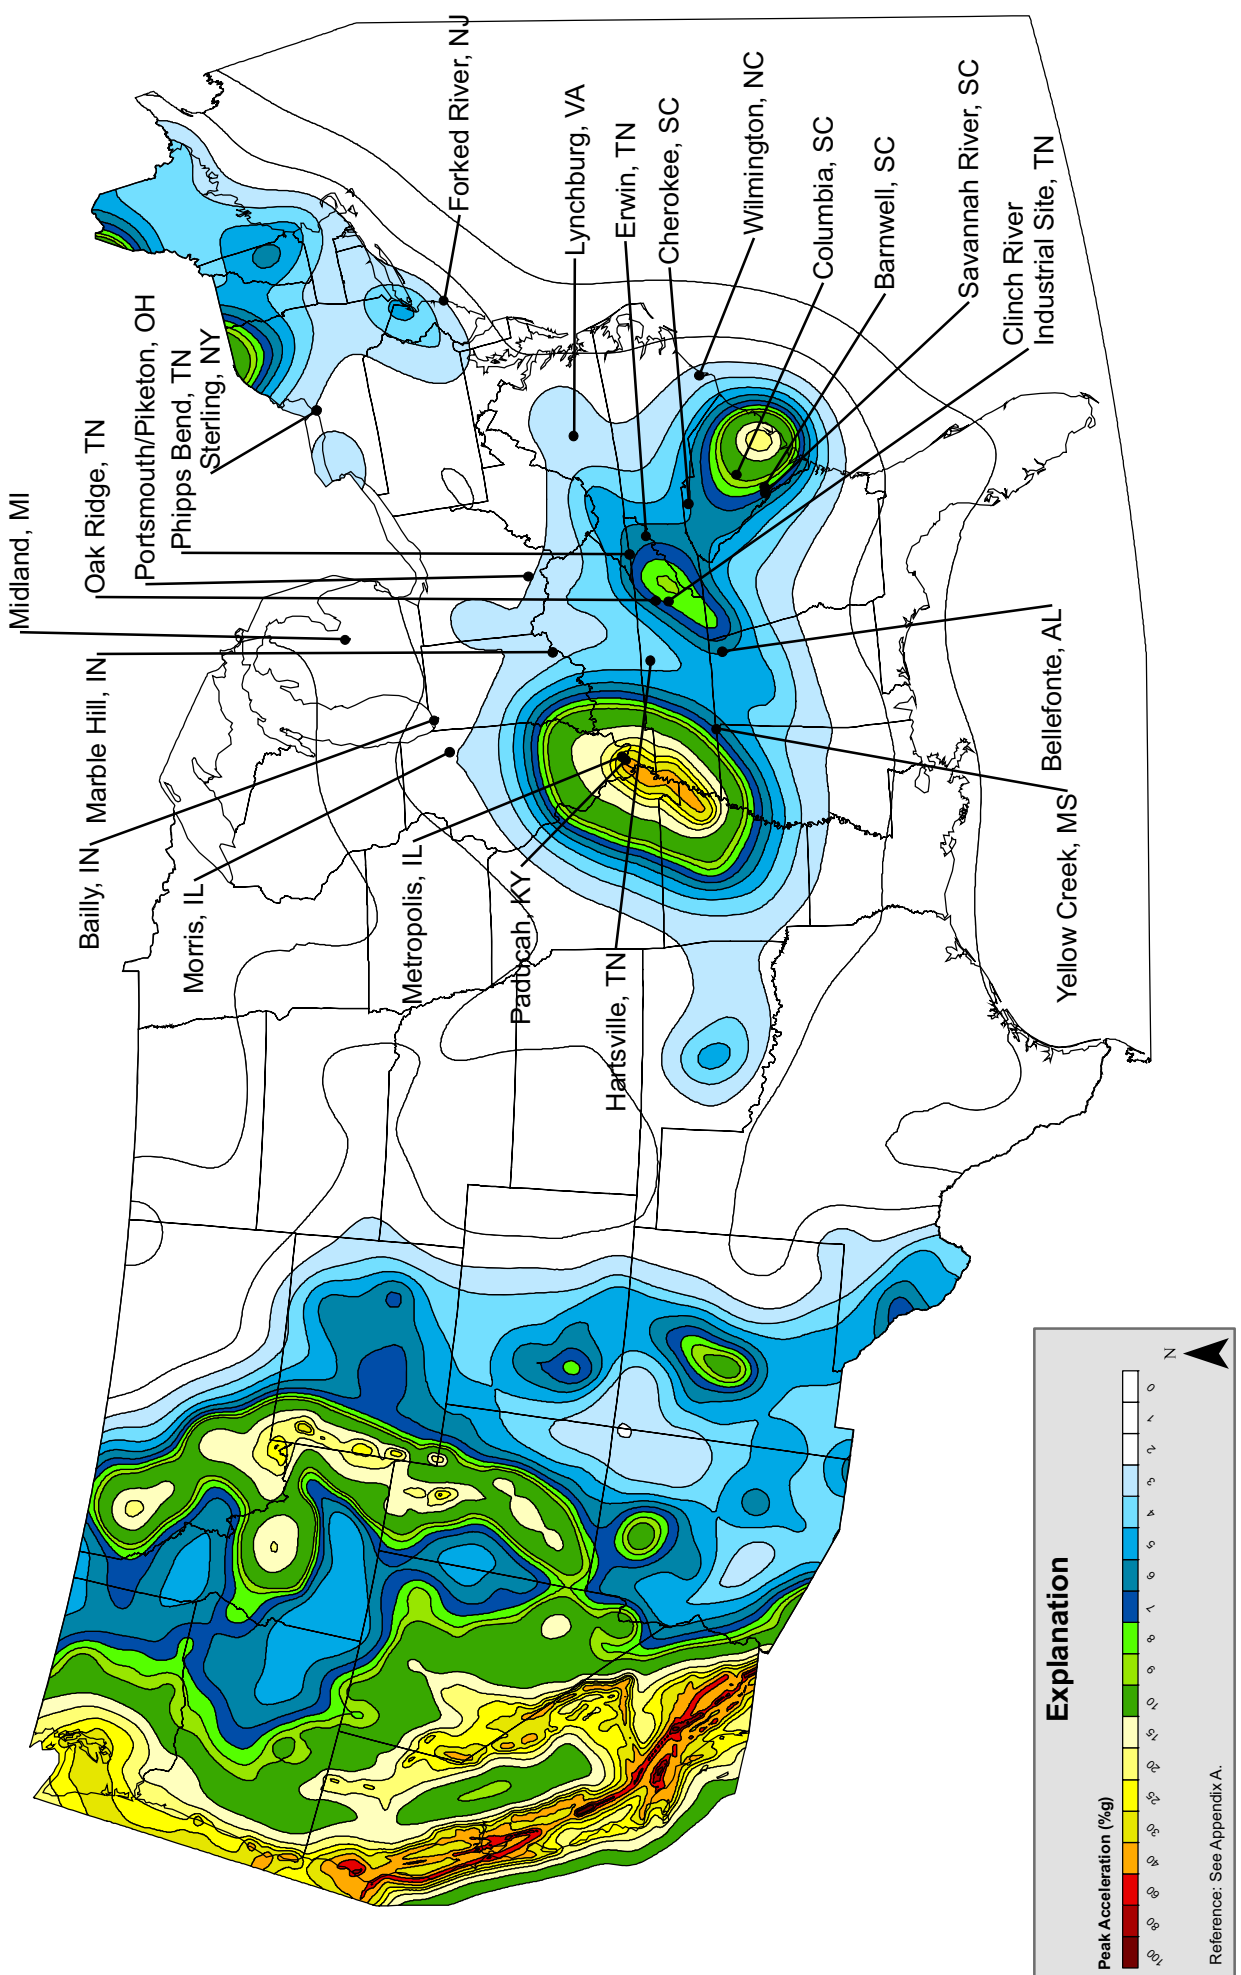 Midland, MI
Oak Ridge, TN
Portsmouth/Piketon, OH
Phipps Bend, TN
Sterling, NY
Forked River, NJ
Lynchburg, VA
Erwin, TN
Cherokee, SC
Wilmington, NC
Columbia, SC
Barnwell, SC
Savannah River, SC
Clinch River
Industrial Site, TN
Bailly, IN
Marble Hill, IN
Morris, IL
Metropolis, IL
Paducah, KY
Hartsville, TN
Bellefonte, AL
Yellow Creek, MS
Explanation
Peak Acceleration (%g)
100
80
60
40
30
25
20
15
10
9
8
7
6
5
4
3
2
1
0
N
Reference: See Appendix A.